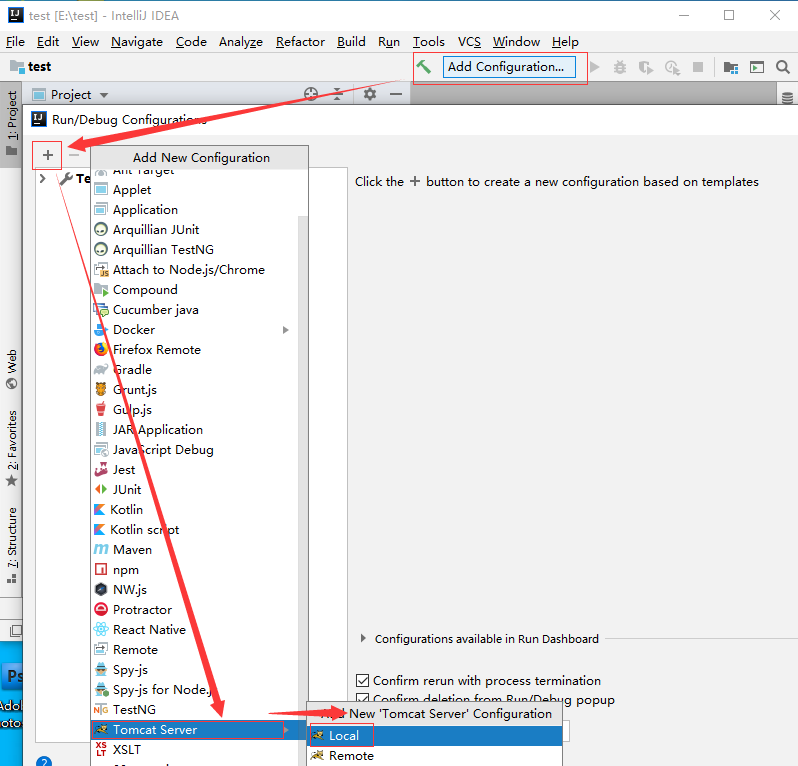 test [E:\test] - IntelliJ IDEA
File Edit View Navigate Code Analyze Refactor Build Run Tools VCS Window Help
test
Add Configuration...
1: Project
Project
Run/Debug Configurations
Add New Configuration
Te
Click the + button to create a new configuration based on templates
Ant Target
Applet
Application
Arquillian JUnit
Arquillian TestNG
Attach to Node.js/Chrome
Compound
Cucumber java
Docker
Firefox Remote
Gradle
Grunt.js
Gulp.js
JAR Application
JavaScript Debug
Jest
JUnit
Kotlin
Kotlin script
Maven
npm
NW.js
Protractor
React Native
Remote
Spy-js
Spy-js for Node.j
TestNG
Tomcat Server
XSLT
Web
2: Favorites
7: Structure
Ps
Configurations available in Run Dashboard
Confirm rerun with process termination
Confirm deletion from Run/Debug popup
Add New 'Tomcat Server' Configuration
Local
Remote